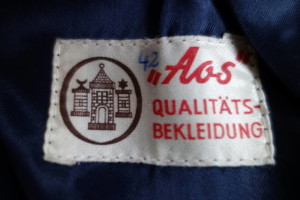 42 „Aos“
QUALITÄTS-
BEKLEIDUNG